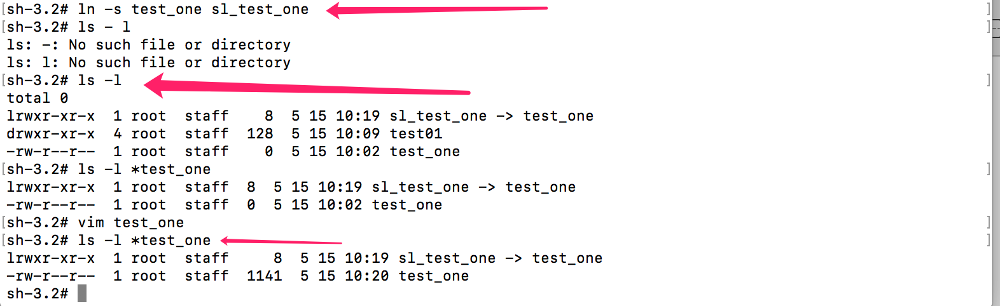 [sh-3.2# ln -s test_one sl_test_one ]
[sh-3.2# ls - l ]
ls: -: No such file or directory
ls: l: No such file or directory
[sh-3.2# ls -l ]
total 0
lrwxr-xr-x  1 root  staff    8  5 15 10:19 sl_test_one -> test_one
drwxr-xr-x  4 root  staff  128  5 15 10:09 test01
-rw-r--r--  1 root  staff    0  5 15 10:02 test_one
[sh-3.2# ls -l *test_one ]
lrwxr-xr-x  1 root  staff  8  5 15 10:19 sl_test_one -> test_one
-rw-r--r--  1 root  staff  0  5 15 10:02 test_one
[sh-3.2# vim test_one ]
[sh-3.2# ls -l *test_one ]
lrwxr-xr-x  1 root  staff     8  5 15 10:19 sl_test_one -> test_one
-rw-r--r--  1 root  staff  1141  5 15 10:20 test_one
sh-3.2#